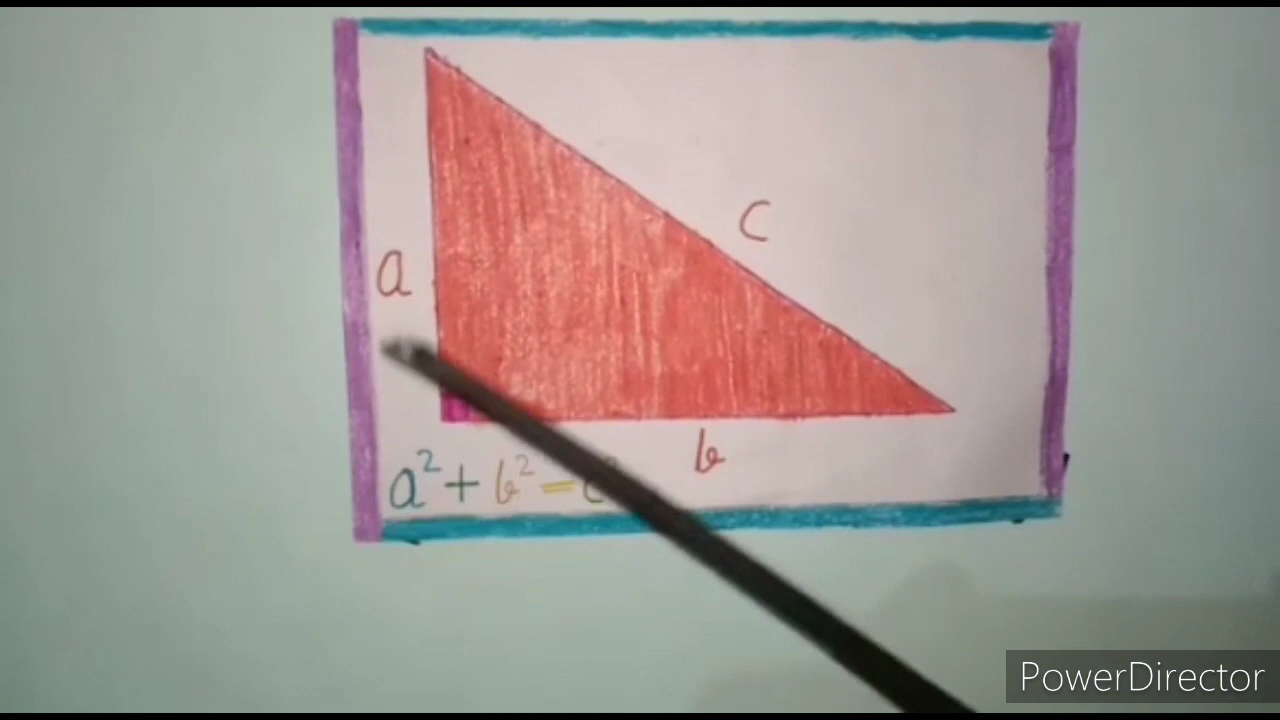 a
c
b
a² + b² = c
PowerDirector